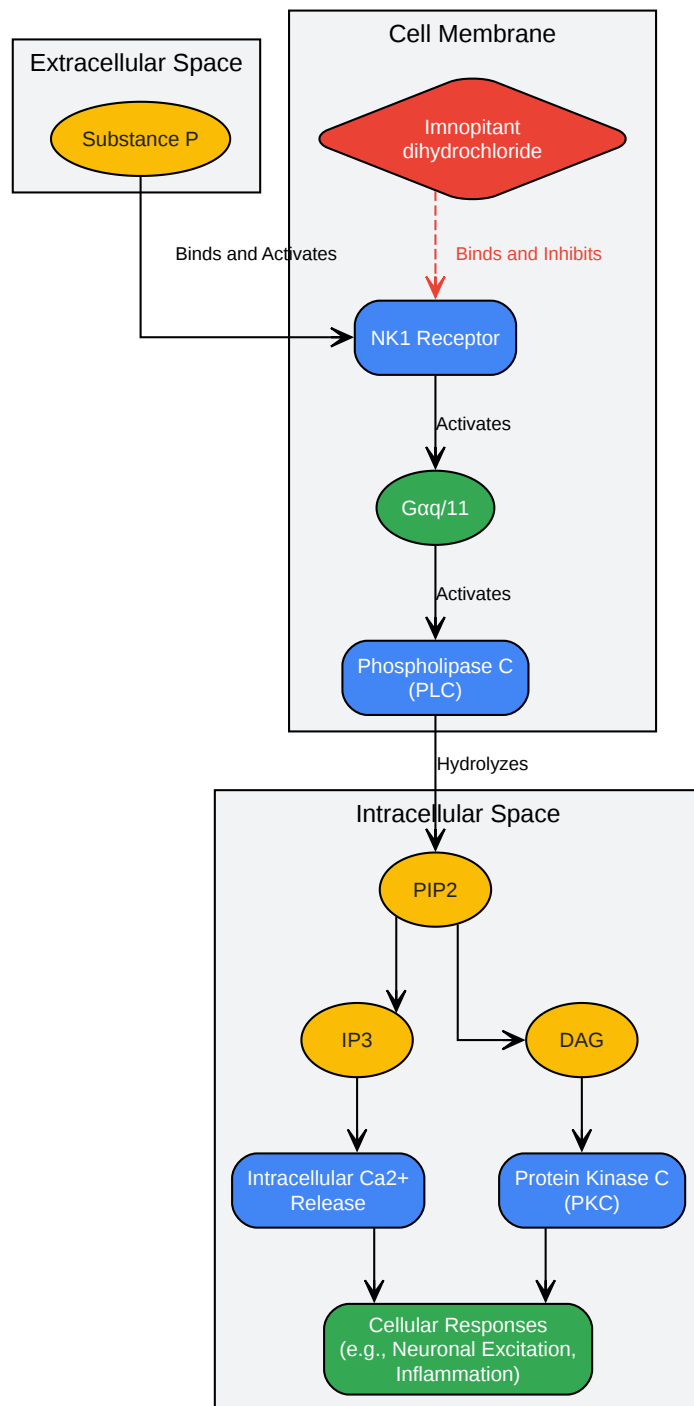 Cell Membrane
Extracellular Space
Substance P
Imnopitant
dihydrochloride
Binds and Activates
Binds and Inhibits
NK1 Receptor
Activates
Gαq/11
Activates
Phospholipase C
(PLC)
Hydrolyzes
Intracellular Space
PIP2
IP3
DAG
Intracellular Ca2+
Release
Protein Kinase C
(PKC)
Cellular Responses
(e.g., Neuronal Excitation,
Inflammation)